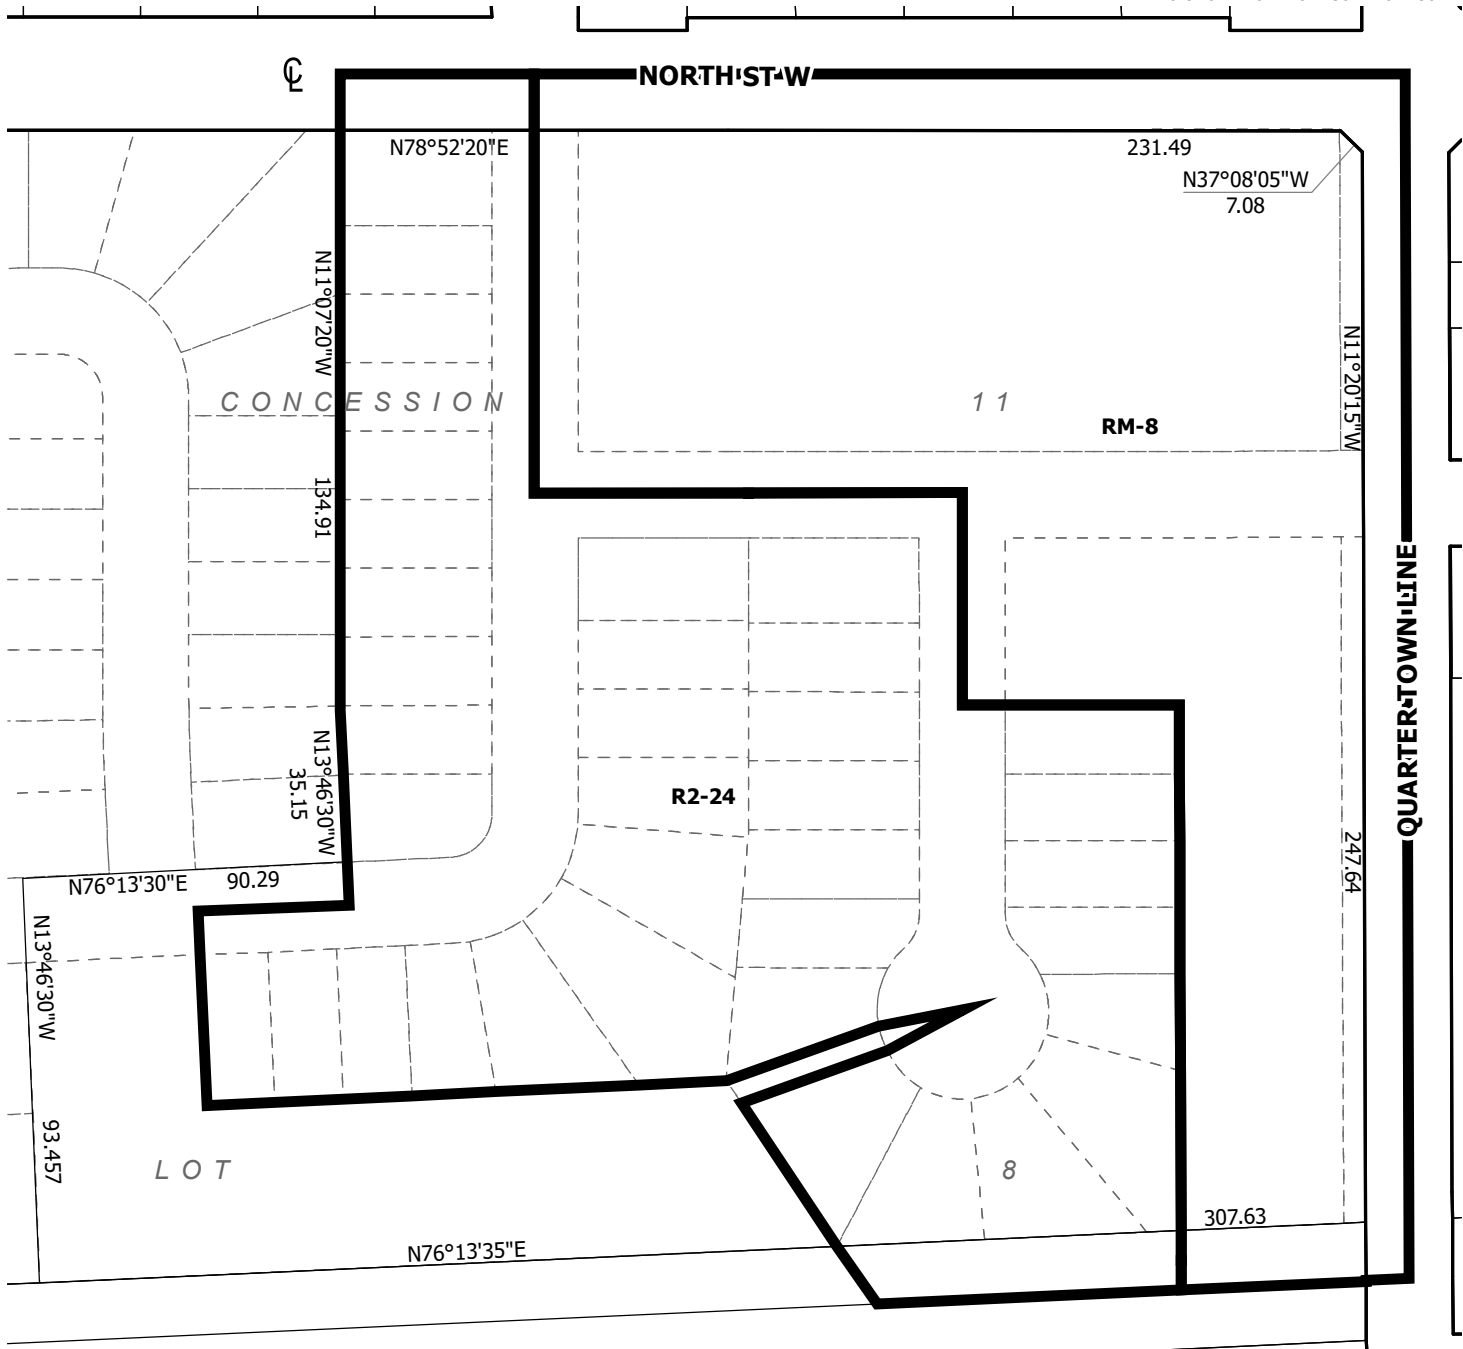 ℄
NORTH ST W
N78°52'20"E
231.49
N37°08'05"W
7.08
N11°07'20"W
N11°20'15"W
CONCESSION
11
RM-8
134.91
QUARTER TOWN LINE
N13°46'30"W
35.15
R2-24
247.64
N76°13'30"E
90.29
N13°46'30"W
93.457
LOT
8
307.63
N76°13'35"E